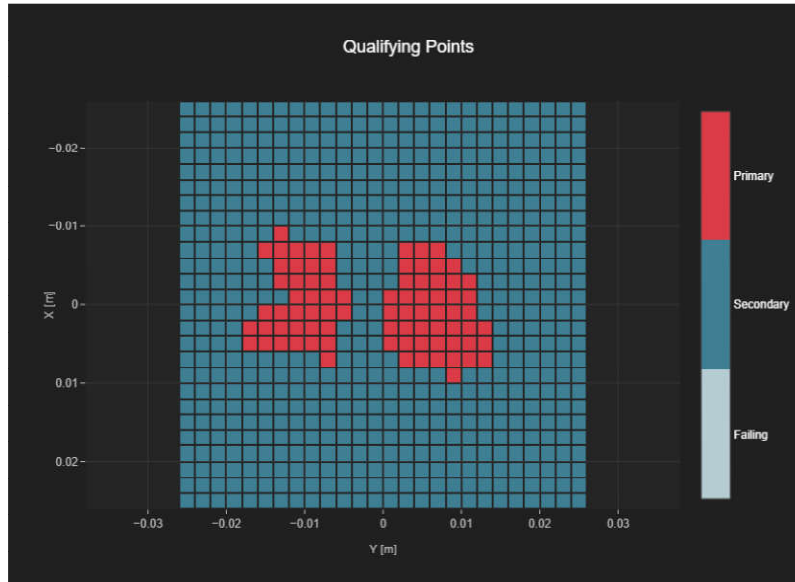 Qualifying Points
Primary
Secondary
Failing
X [m]
−0.02
−0.01
0
0.01
0.02
−0.03
−0.02
−0.01
0
0.01
0.02
0.03
Y [m]